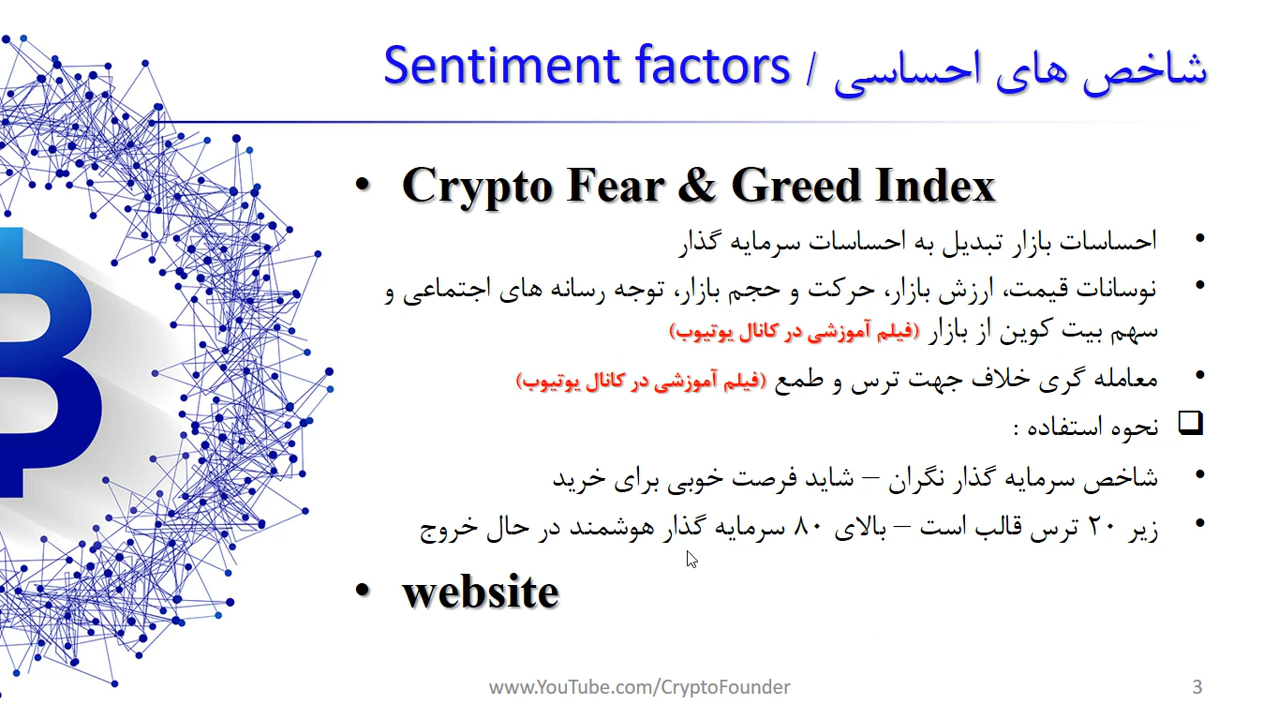 شاخص های احساسی / Sentiment factors
• Crypto Fear & Greed Index
• احساسات بازار تبدیل به احساسات سرمایه گذار
• نوسانات قیمت، ارزش بازار، حرکت و حجم بازار، توجه رسانه های اجتماعی و
سهم بیت کوین از بازار (فیلم آموزشی در کانال یوتیوب)
• معامله گری خلاف جهت ترس و طمع (فیلم آموزشی در کانال یوتیوب)
❑ نحوه استفاده :
• شاخص سرمایه گذار نگران – شاید فرصت خوبی برای خرید
• زیر ۲۰ ترس قالب است – بالای ۸۰ سرمایه گذار هوشمند در حال خروج
• website
www.YouTube.com/CryptoFounder
3